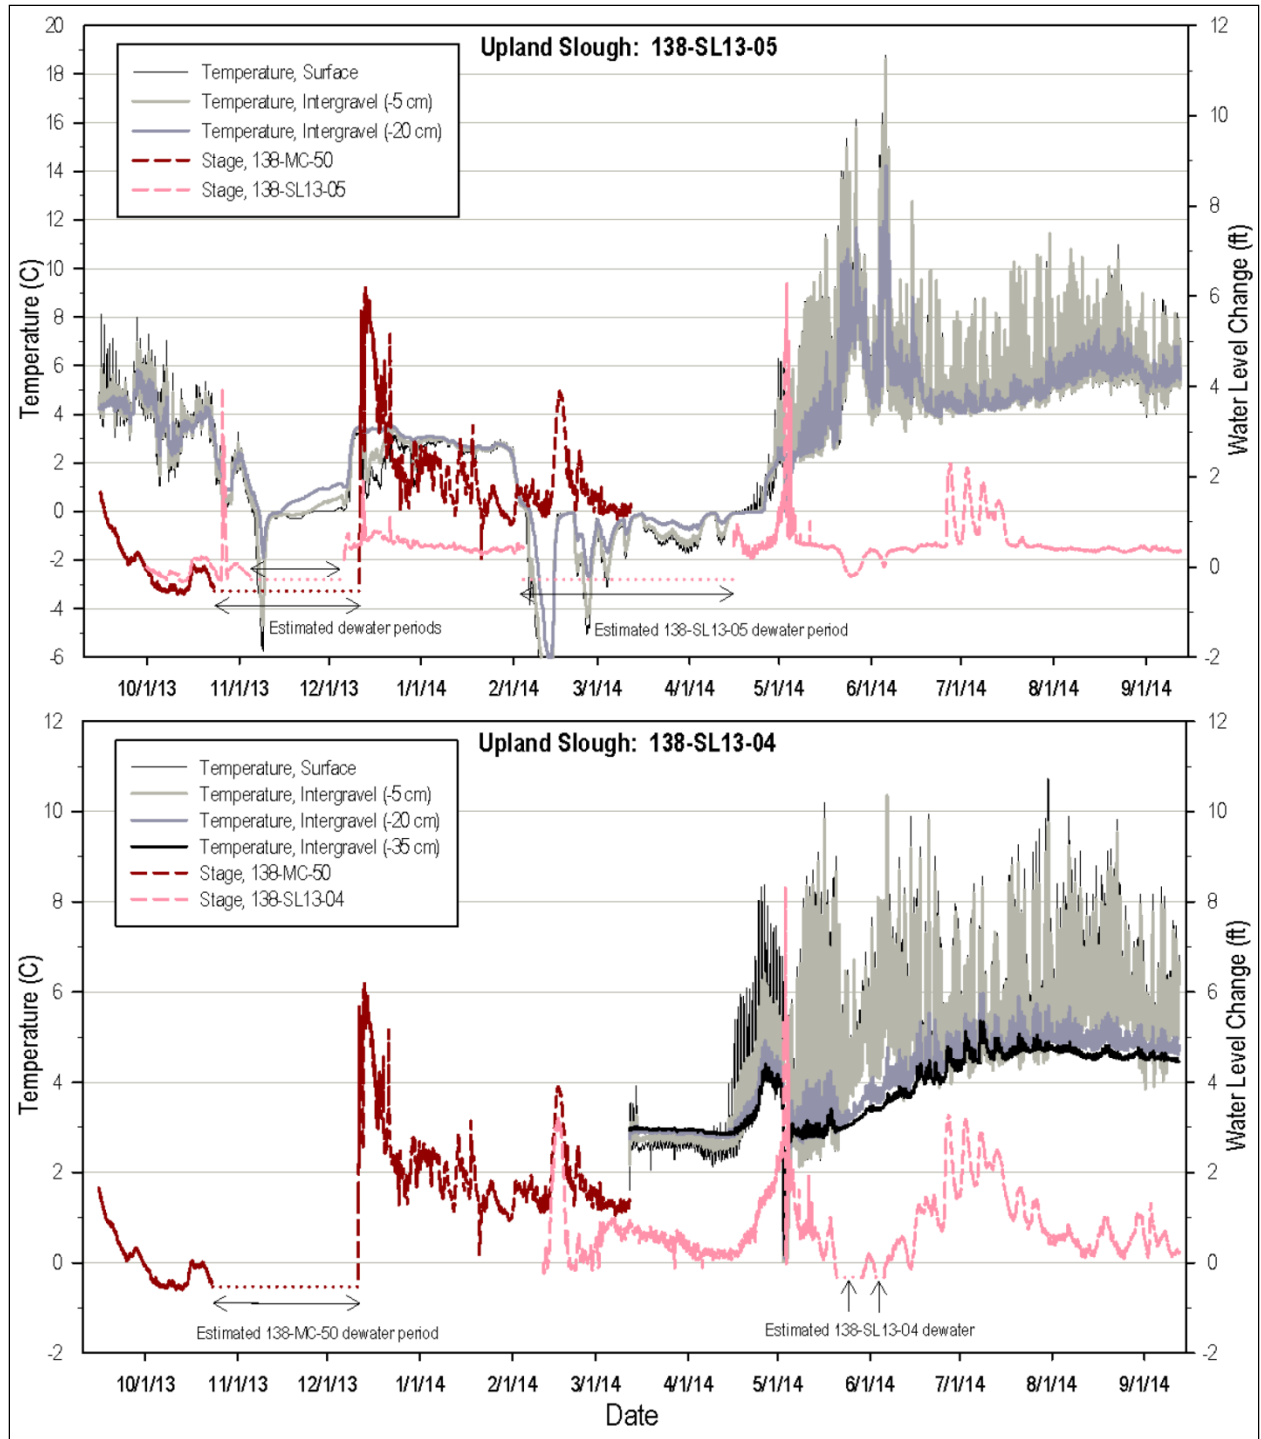 Upland Slough: 138-SL13-05
Temperature, Surface
Temperature, Intergravel (-5 cm)
Temperature, Intergravel (-20 cm)
Stage, 138-MC-50
Stage, 138-SL13-05
20
18
16
14
12
10
8
6
4
2
0
-2
-4
-6
Temperature (C)
12
10
8
6
4
2
0
-2
Water Level Change (ft)
Estimated dewater periods
Estimated 138-SL13-05 dewater period
10/1/13 11/1/13 12/1/13 1/1/14 2/1/14 3/1/14 4/1/14 5/1/14 6/1/14 7/1/14 8/1/14 9/1/14
Upland Slough: 138-SL13-04
Temperature, Surface
Temperature, Intergravel (-5 cm)
Temperature, Intergravel (-20 cm)
Temperature, Intergravel (-35 cm)
Stage, 138-MC-50
Stage, 138-SL13-04
12
10
8
6
4
2
0
-2
Temperature (C)
12
10
8
6
4
2
0
-2
Water Level Change (ft)
Estimated 138-MC-50 dewater period
Estimated 138-SL13-04 dewater
10/1/13 11/1/13 12/1/13 1/1/14 2/1/14 3/1/14 4/1/14 5/1/14 6/1/14 7/1/14 8/1/14 9/1/14
Date